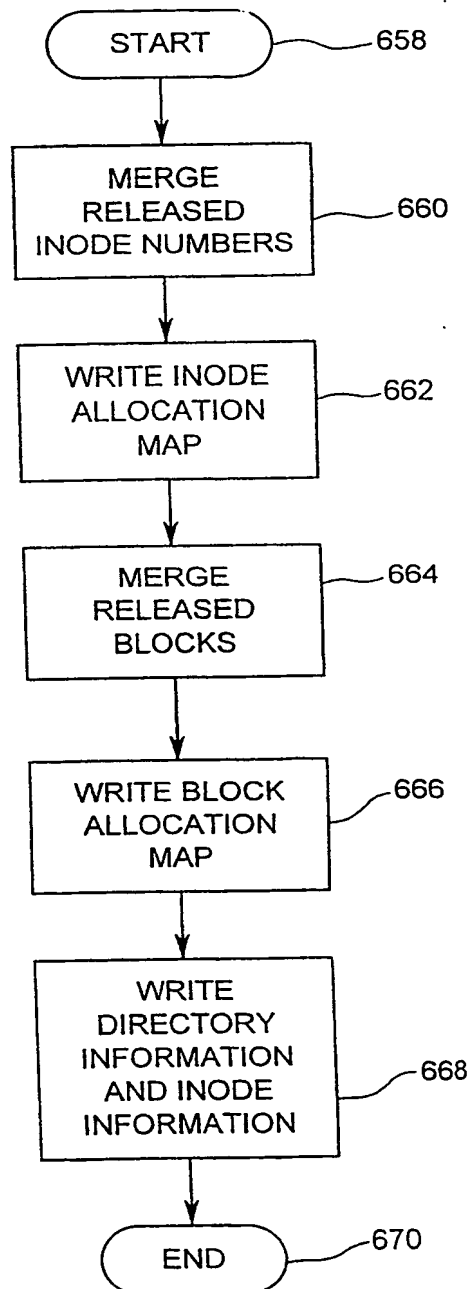 START
658
MERGE
RELEASED
INODE NUMBERS
660
WRITE INODE
ALLOCATION
MAP
662
MERGE
RELEASED
BLOCKS
664
WRITE BLOCK
ALLOCATION
MAP
666
WRITE
DIRECTORY
INFORMATION
AND INODE
INFORMATION
668
END
670